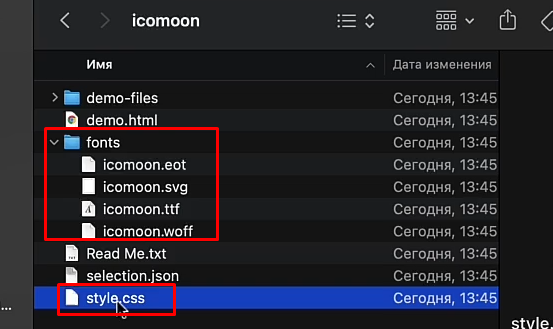 icomoon
Имя
Дата изменения
demo-files
Сегодня, 13:45
demo.html
Сегодня, 13:45
fonts
Сегодня, 13:45
icomoon.eot
Сегодня, 13:45
icomoon.svg
Сегодня, 13:45
icomoon.ttf
Сегодня, 13:45
icomoon.woff
Сегодня, 13:45
Read Me.txt
Сегодня, 13:45
selection.json
Сегодня, 13:45
style.css
Сегодня, 13:45
...
style.